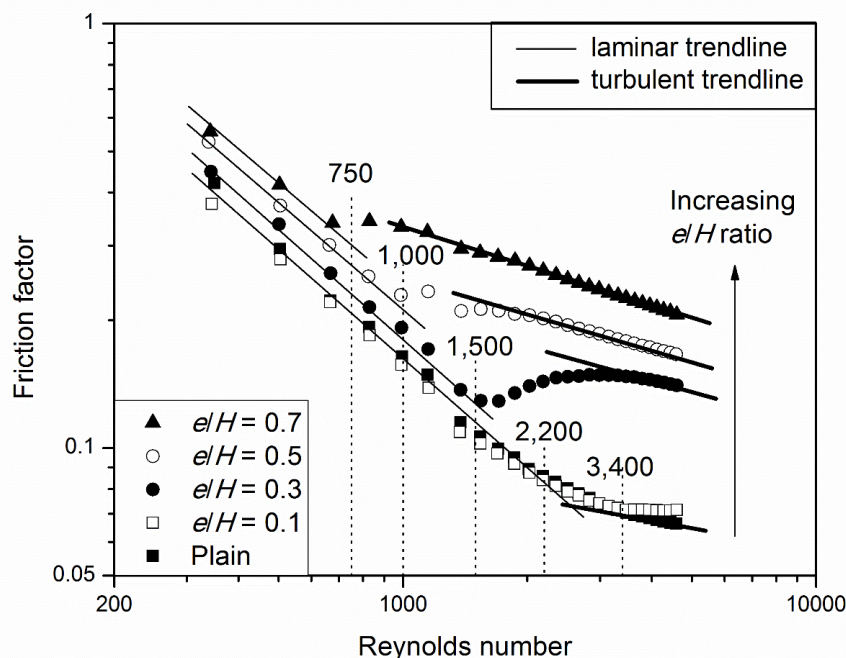 1
laminar trendline
turbulent trendline
750
Increasing
e/H ratio
1,000
Friction factor
1,500
e/H = 0.7
e/H = 0.5
2,200
0.1
e/H = 0.3
3,400
e/H = 0.1
Plain
0.05
200
1000
10000
Reynolds number